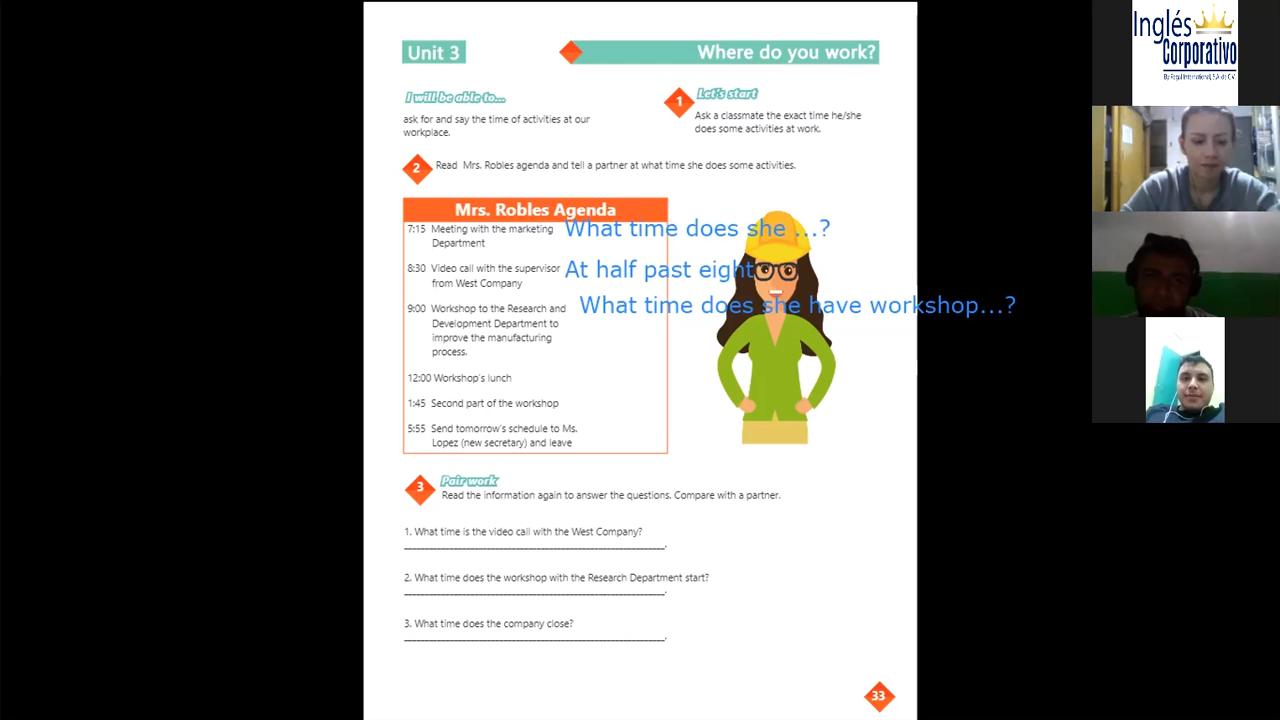 Unit 3
Where do you work?
I will be able to...
ask for and say the time of activities at our
workplace.
1
Let's start
Ask a classmate the exact time he/she
does some activities at work.
2
Read Mrs. Robles agenda and tell a partner at what time she does some activities.
Mrs. Robles Agenda
7:15 Meeting with the marketing
Department
8:30 Video call with the supervisor
from West Company
9:00 Workshop to the Research and
Development Department to
improve the manufacturing
process.
12:00 Workshop's lunch
1:45 Second part of the workshop
5:55 Send tomorrow's schedule to Ms.
Lopez (new secretary) and leave
What time does she ...?
At half past eight
What time does she have workshop...?
3
Pair work
Read the information again to answer the questions. Compare with a partner.
1. What time is the video call with the West Company?
2. What time does the workshop with the Research Department start?
3. What time does the company close?
33
Inglés
Corporativo
By Regal International, S.A. de C.V.